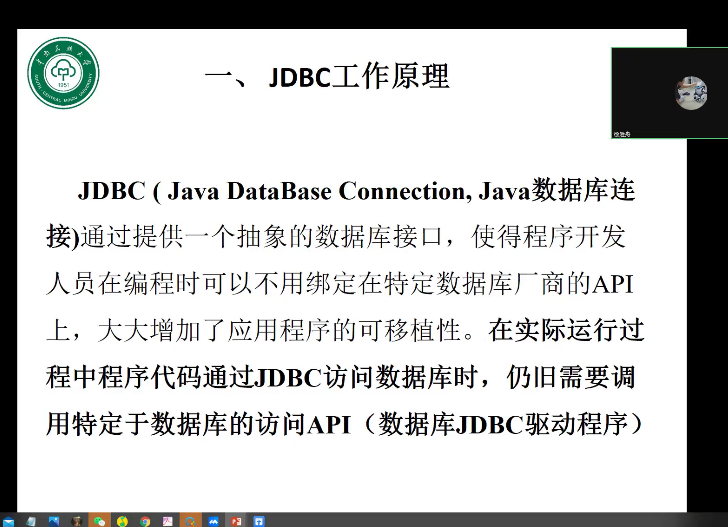 一、JDBC工作原理
JDBC ( Java DataBase Connection, Java数据库连
接)通过提供一个抽象的数据库接口，使得程序开发
人员在编程时可以不用绑定在特定数据库厂商的API
上，大大增加了应用程序的可移植性。在实际运行过
程中程序代码通过JDBC访问数据库时，仍旧需要调
用特定于数据库的访问API（数据库JDBC驱动程序）
SOUTH-CENTRAL MINZU UNIVERSITY
1951